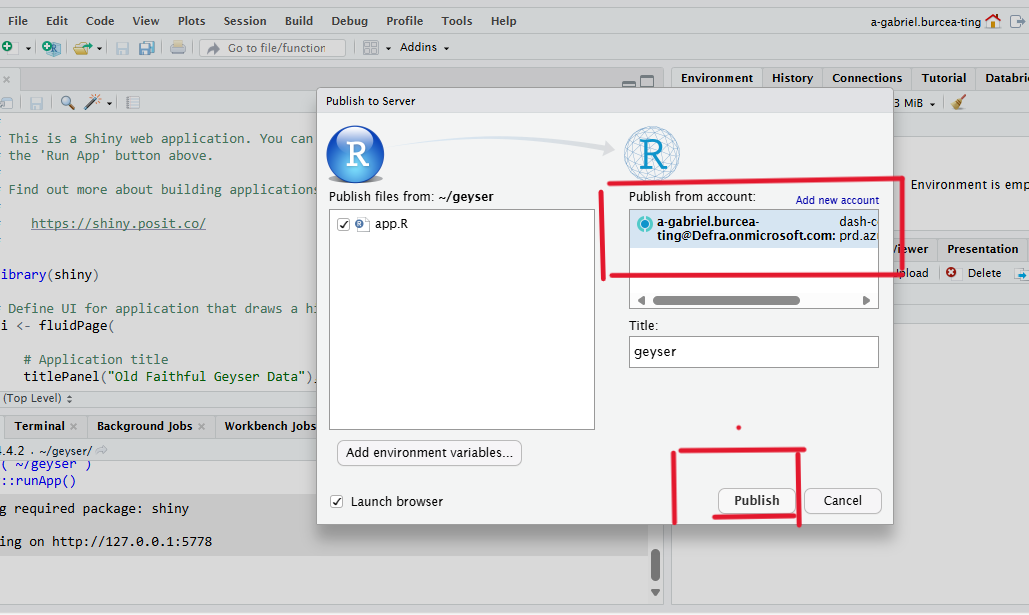 File Edit Code View Plots Session Build Debug Profile Tools Help
a-gabriel.burcea-ting
Go to file/function
Addins
Environment History Connections Tutorial
3 MiB
This is a Shiny web application. You can
the 'Run App' button above.
Find out more about building applications
https://shiny.posit.co/
ibrary(shiny)
# Define UI for application that draws a
i <- fluidPage(
# Application title
titlePanel("Old Faithful Geyser Data"),
(Top Level)
Terminal Background Jobs Workbench Jobs
4.4.2 . ~/geyser/
("~/geyser")
::runApp()
g required package: shiny
ing on http://127.0.0.1:5778
Publish to Server
R
R
Publish files from: ~/geyser
app.R
Add environment variables...
Launch browser
Publish from account: Add new account
a-gabriel.burcea- dash-c
ting@Defra.onmicrosoft.com: prd.az
Title:
geyser
Publish Cancel
Environment is emp
iewer Presentation
pload Delete